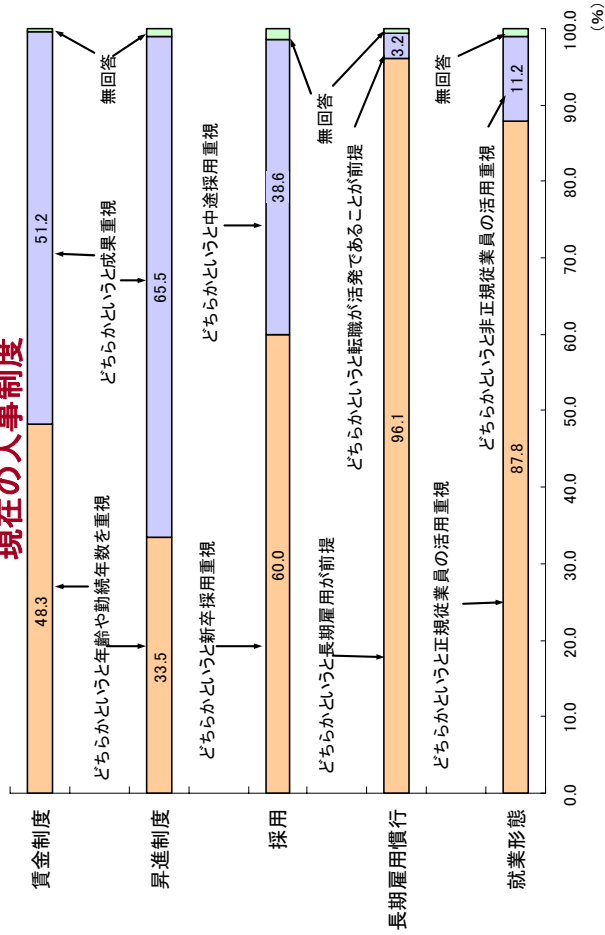 現在の人事制度
賃金制度
48.3
51.2
どちらかというと年齢や勤続年数を重視
どちらかというと成果重視
無回答
昇進制度
33.5
65.5
どちらかというと新卒採用重視
どちらかというと中途採用重視
採用
60.0
38.6
無回答
どちらかというと長期雇用が前提
どちらかというと転職が活発であることが前提
長期雇用慣行
96.1
3.2
どちらかというと正規従業員の活用重視
どちらかというと非正規従業員の活用重視
無回答
就業形態
87.8
11.2
0.0 10.0 20.0 30.0 40.0 50.0 60.0 70.0 80.0 90.0 100.0
(%)